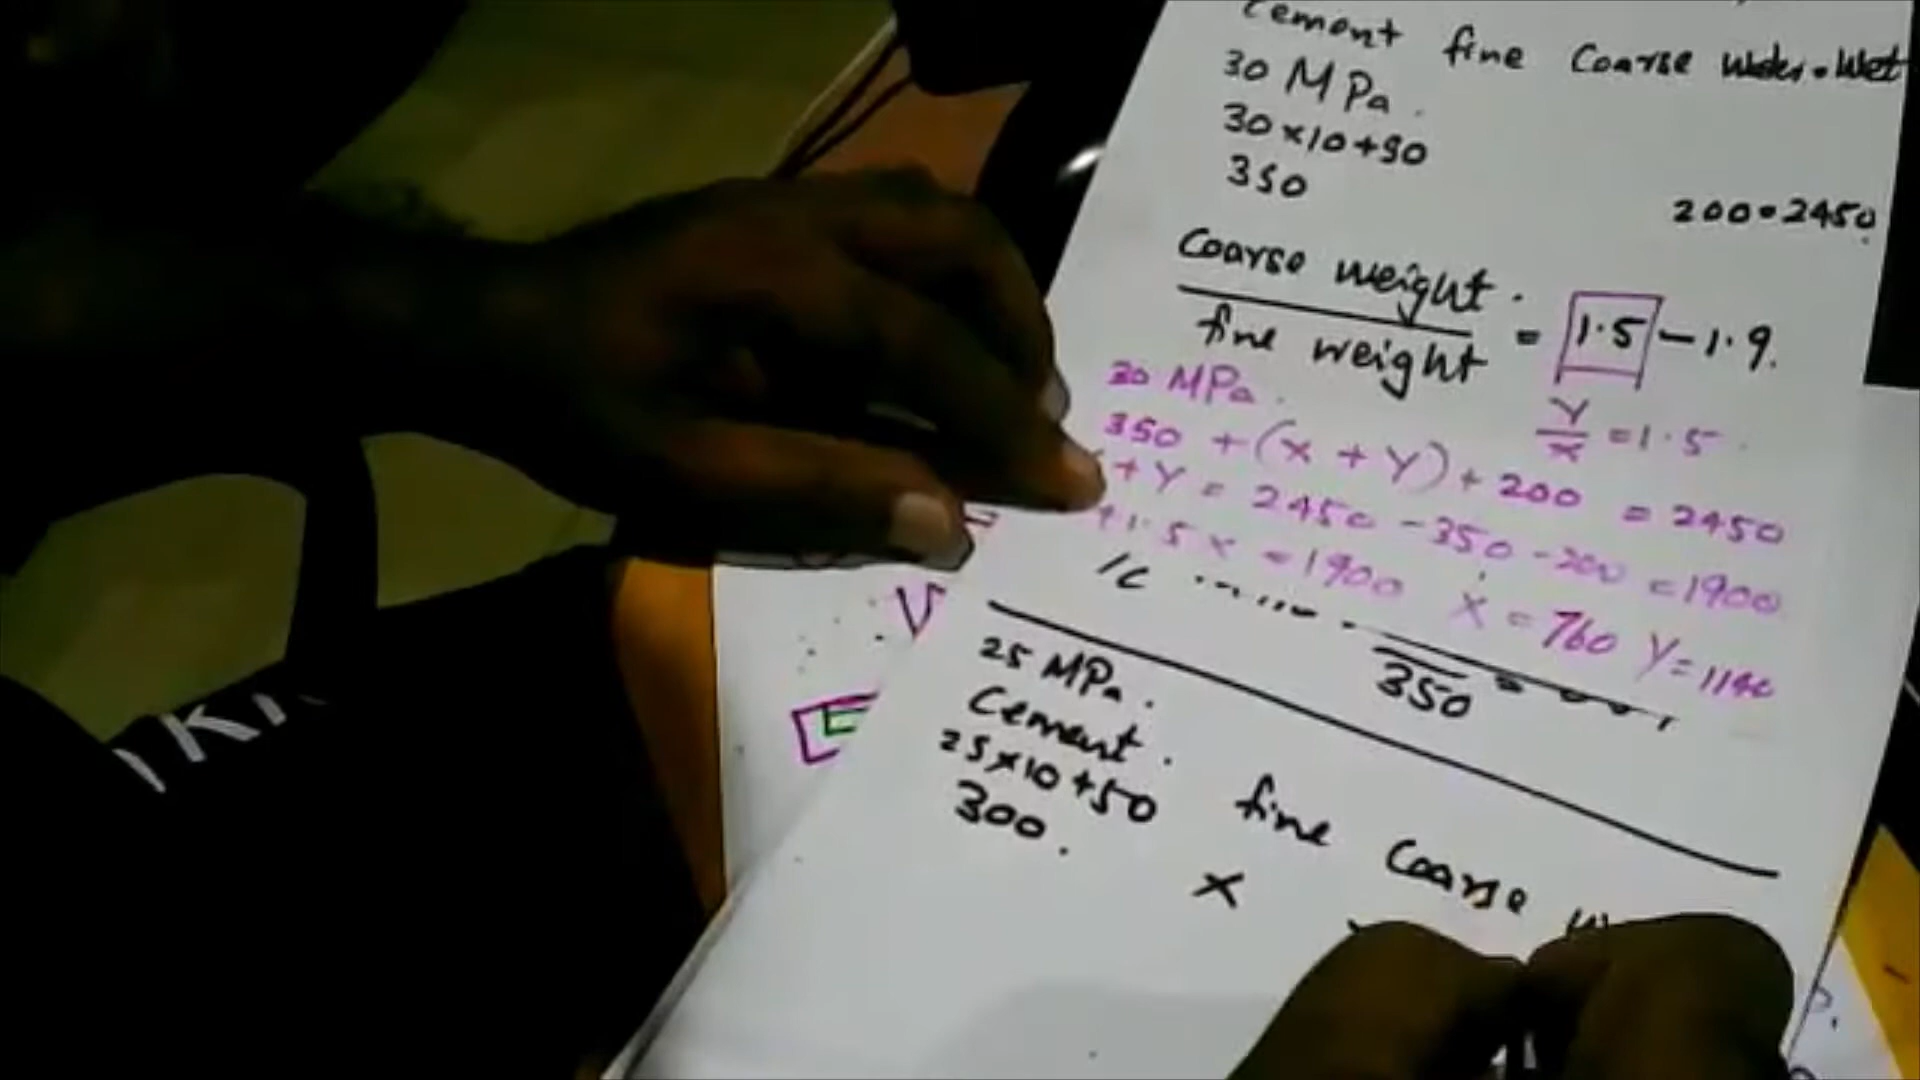 Cement fine Coarse Water = Wet
30 MPa.
30×10+50
350
200 = 2450
Coarse weight.
fine weight
= 1.5 - 1.9.
30 MPa.
Y/x = 1.5
350 + (x + Y) + 200 = 2450
+ Y = 2450 - 350 - 200 = 1900
+1.5x = 1900 X = 760 Y = 1140
350
25 MPa.
Cement. fine Coarse
25×10+50
300.
X